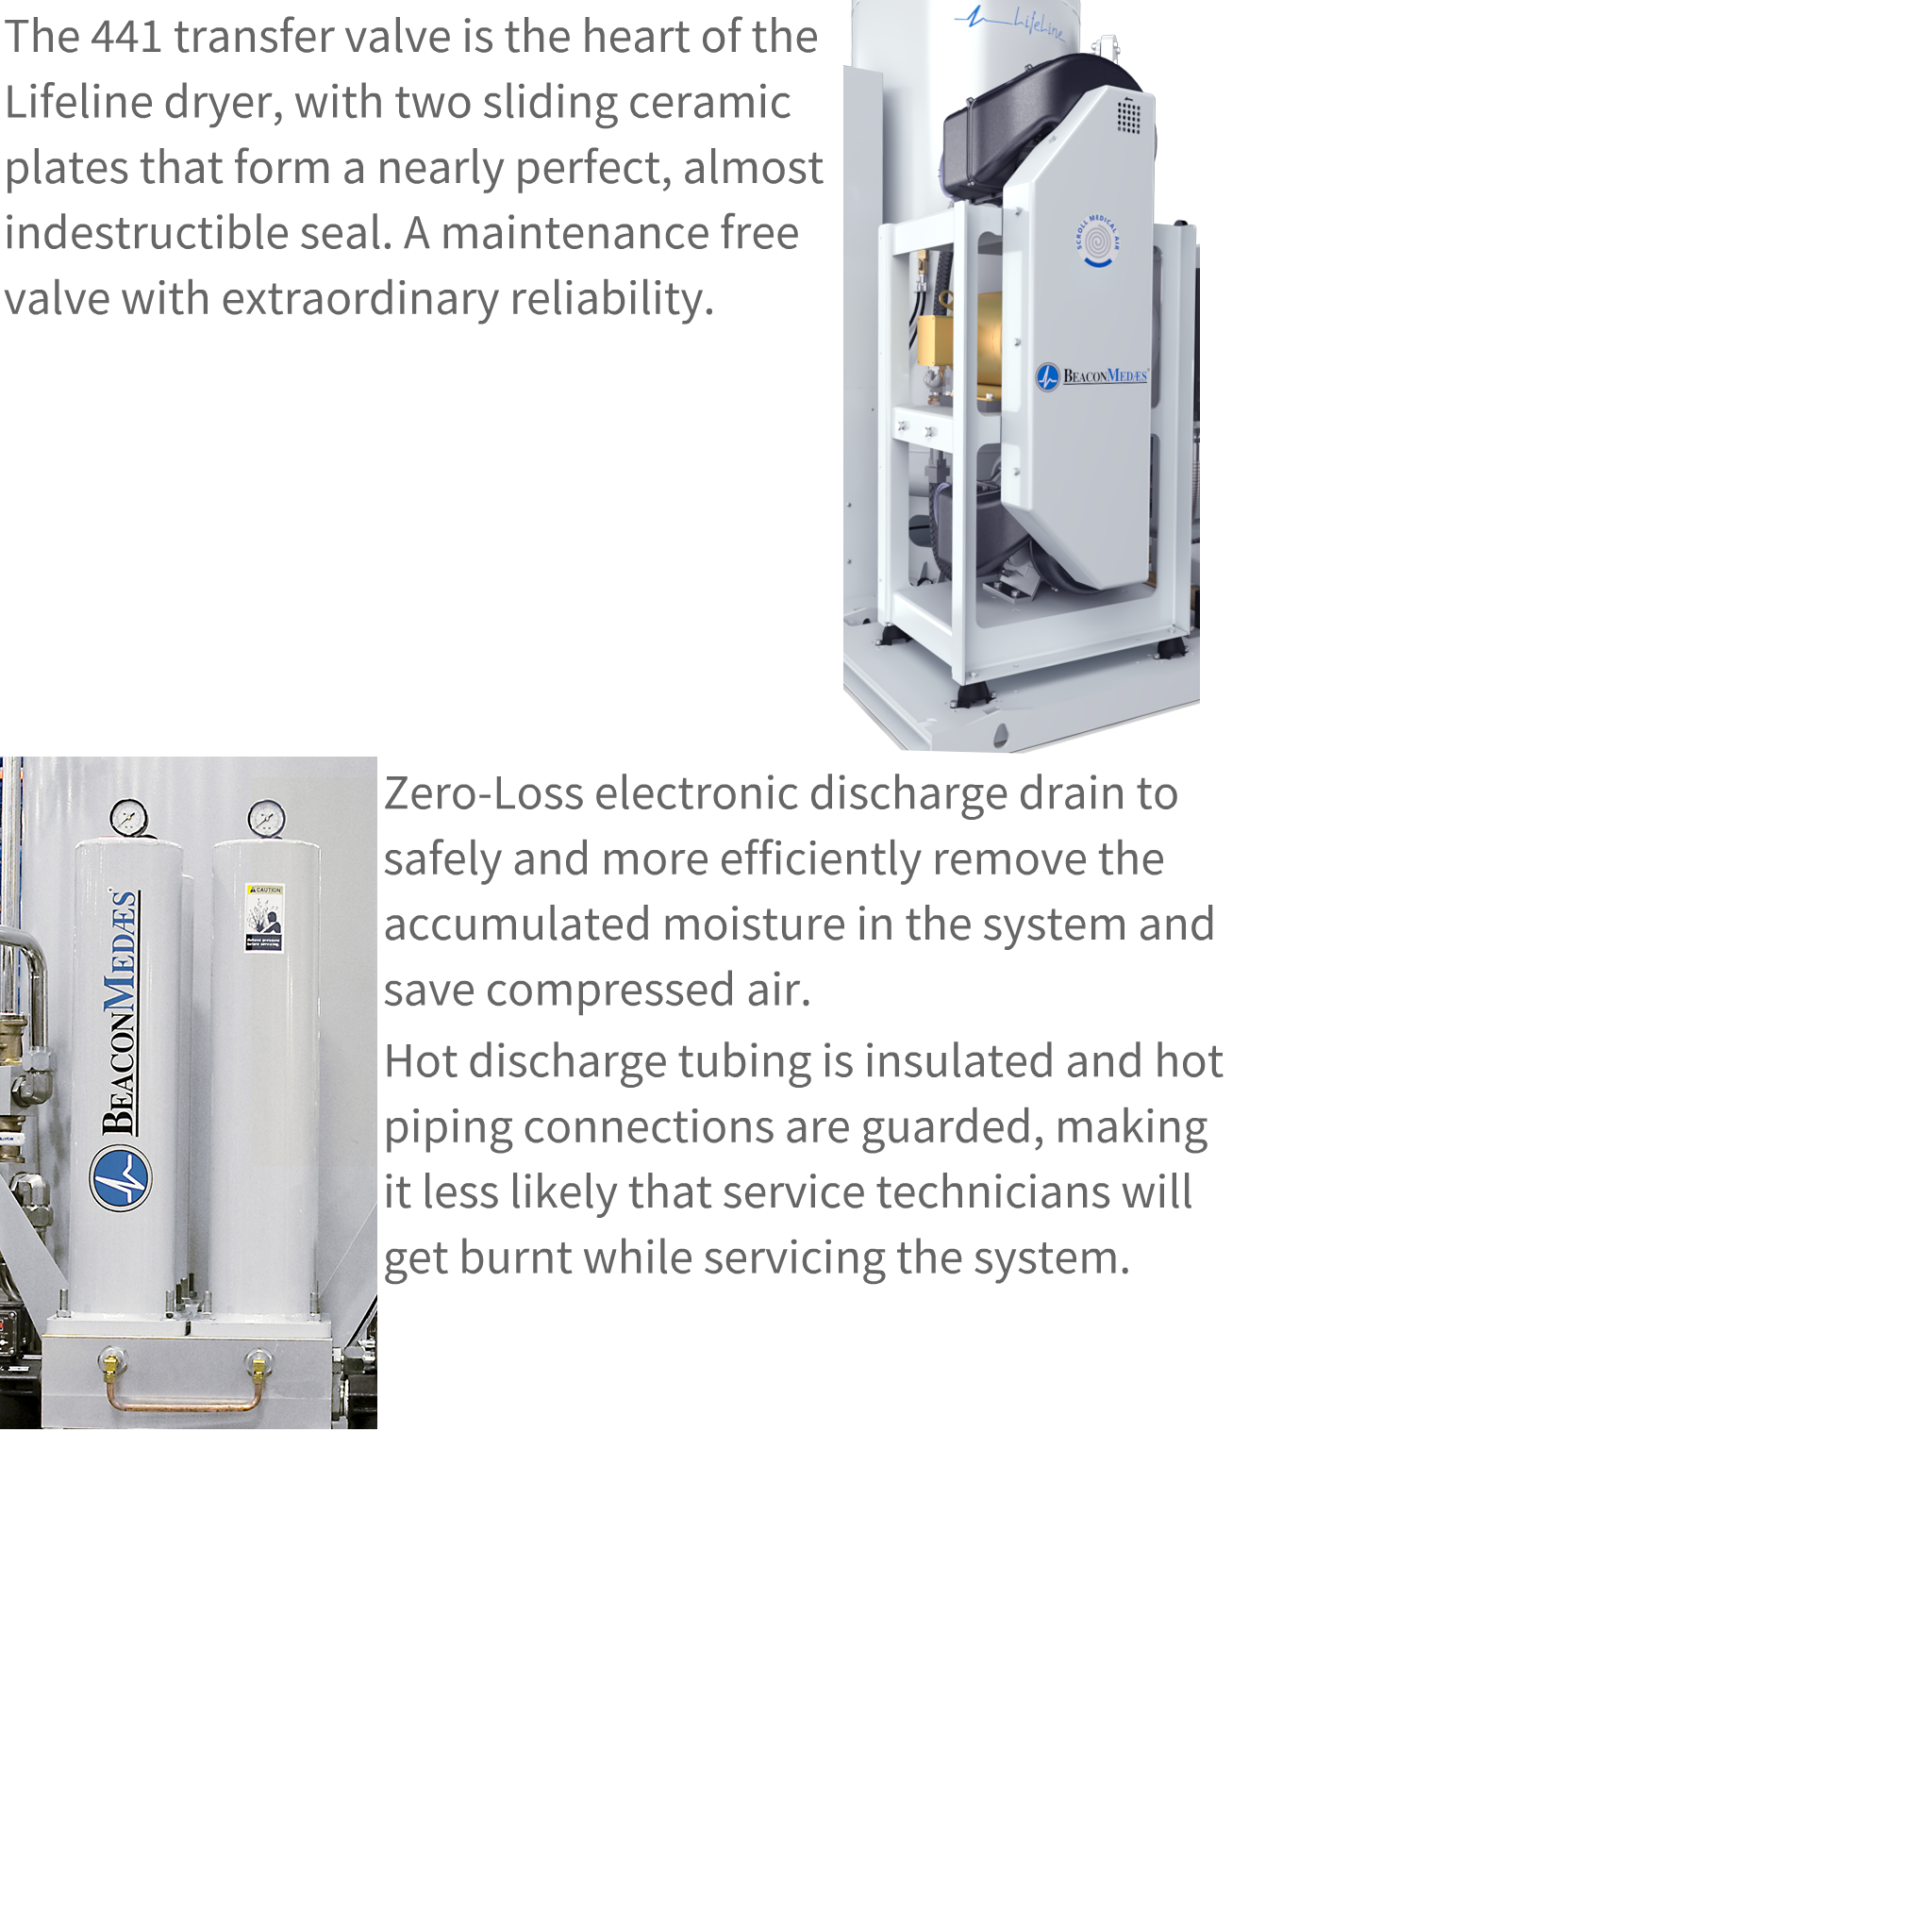 The 441 transfer valve is the heart of the
Lifeline dryer, with two sliding ceramic
plates that form a nearly perfect, almost
indestructible seal. A maintenance free
valve with extraordinary reliability.
LifeLine
SCROLL MEDICAL AIR
BEACONMEDÆS
Zero-Loss electronic discharge drain to
safely and more efficiently remove the
accumulated moisture in the system and
save compressed air.
Hot discharge tubing is insulated and hot
piping connections are guarded, making
it less likely that service technicians will
get burnt while servicing the system.
BEACONMEDÆS
CAUTION